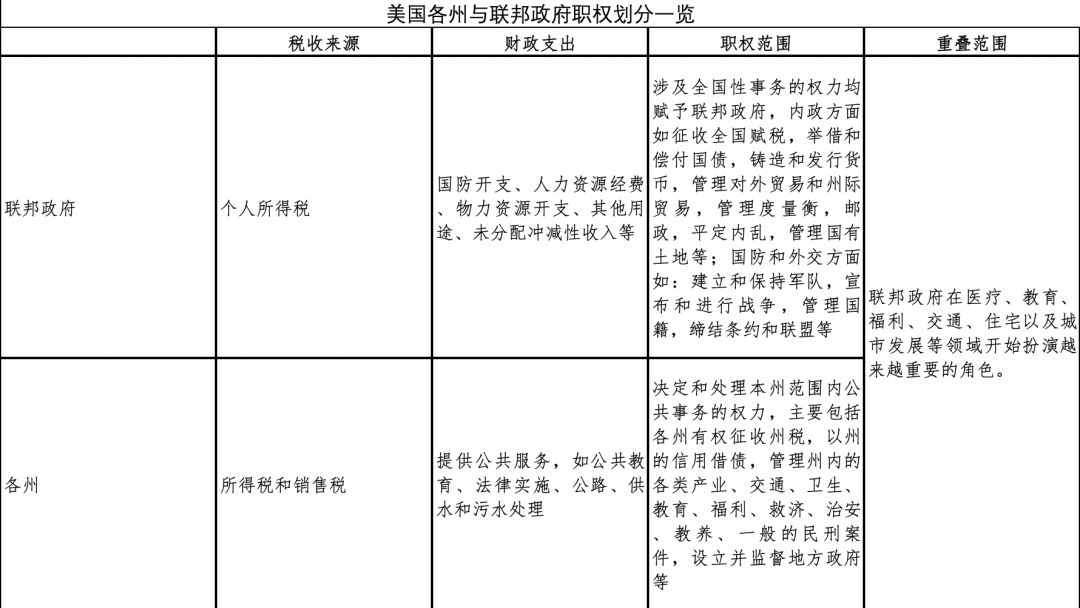 美国各州与联邦政府职权划分一览
税收来源
财政支出
职权范围
重叠范围
联邦政府
个人所得税
国防开支、人力资源经费
、物力资源开支、其他用
途、未分配冲减性收入等
涉及全国性事务的权力均
赋予联邦政府，内政方面
如征收全国赋税，举借和
偿付国债，铸造和发行货
币，管理对外贸易和州际
贸易，管理度量衡，邮
政，平定内乱，管理国有
土地等；国防和外交方面
如：建立和保持军队，宣
布和进行战争，管理国
籍，缔结条约和联盟等
联邦政府在医疗、教育、
福利、交通、住宅以及城
市发展等领域开始扮演越
来越重要的角色。
各州
所得税和销售税
提供公共服务，如公共教
育、法律实施、公路、供
水和污水处理
决定和处理本州范围内公
共事务的权力，主要包括
各州有权征收州税，以州
的信用借债，管理州内的
各类产业、交通、卫生、
教育、福利、救济、治安
、教养、一般的民刑案
件，设立并监督地方政府
等